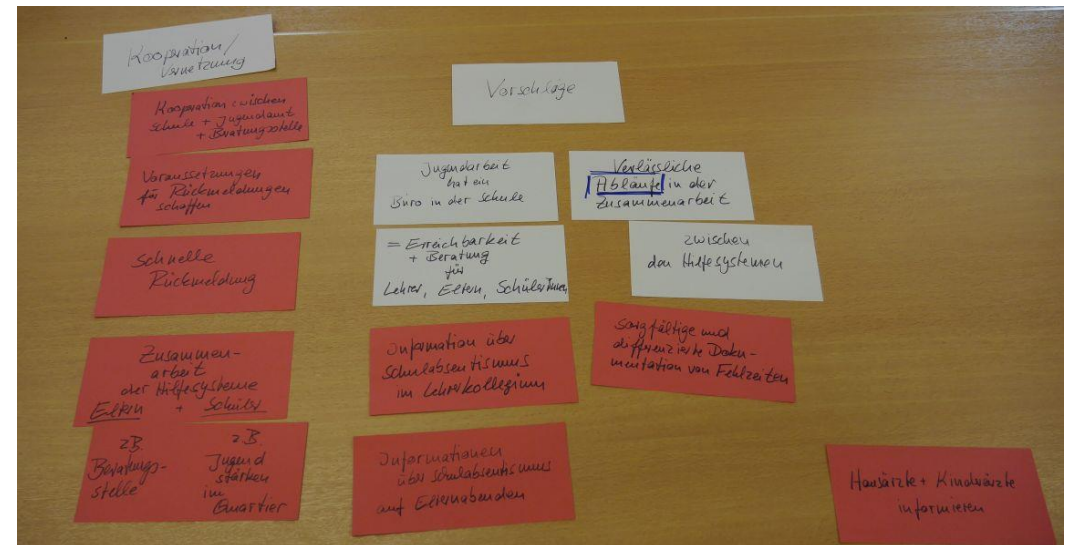 Kooperation/
Vernetzung
Kooperation zwischen
Schule + Jugendamt
+ Beratungsstelle
Voraussetzungen
für Rückmeldungen
schaffen
Schnelle
Rückmeldung
Zusammen-
arbeit
der Hilfesysteme
Eltern + Schüler
z.B.
Beratungs-
stelle
z.B.
Jugend
stärken
im
Quartier
Vorschläge
Jugendarbeit
hat ein
Büro in der Schule
= Erreichbarkeit
+ Beratung
für
Lehrer, Eltern, Schülerinnen
Information über
Schulabsentismus
im Lehrerkollegium
Informationen
über Schulabsentismus
auf Elternabenden
Verlässliche
Abläufe in der
Zusammenarbeit
zwischen
den Hilfesystemen
sorgfältige und
differenzierte Doku-
mentation von Fehlzeiten
Hausärzte + Kinderärzte
informieren